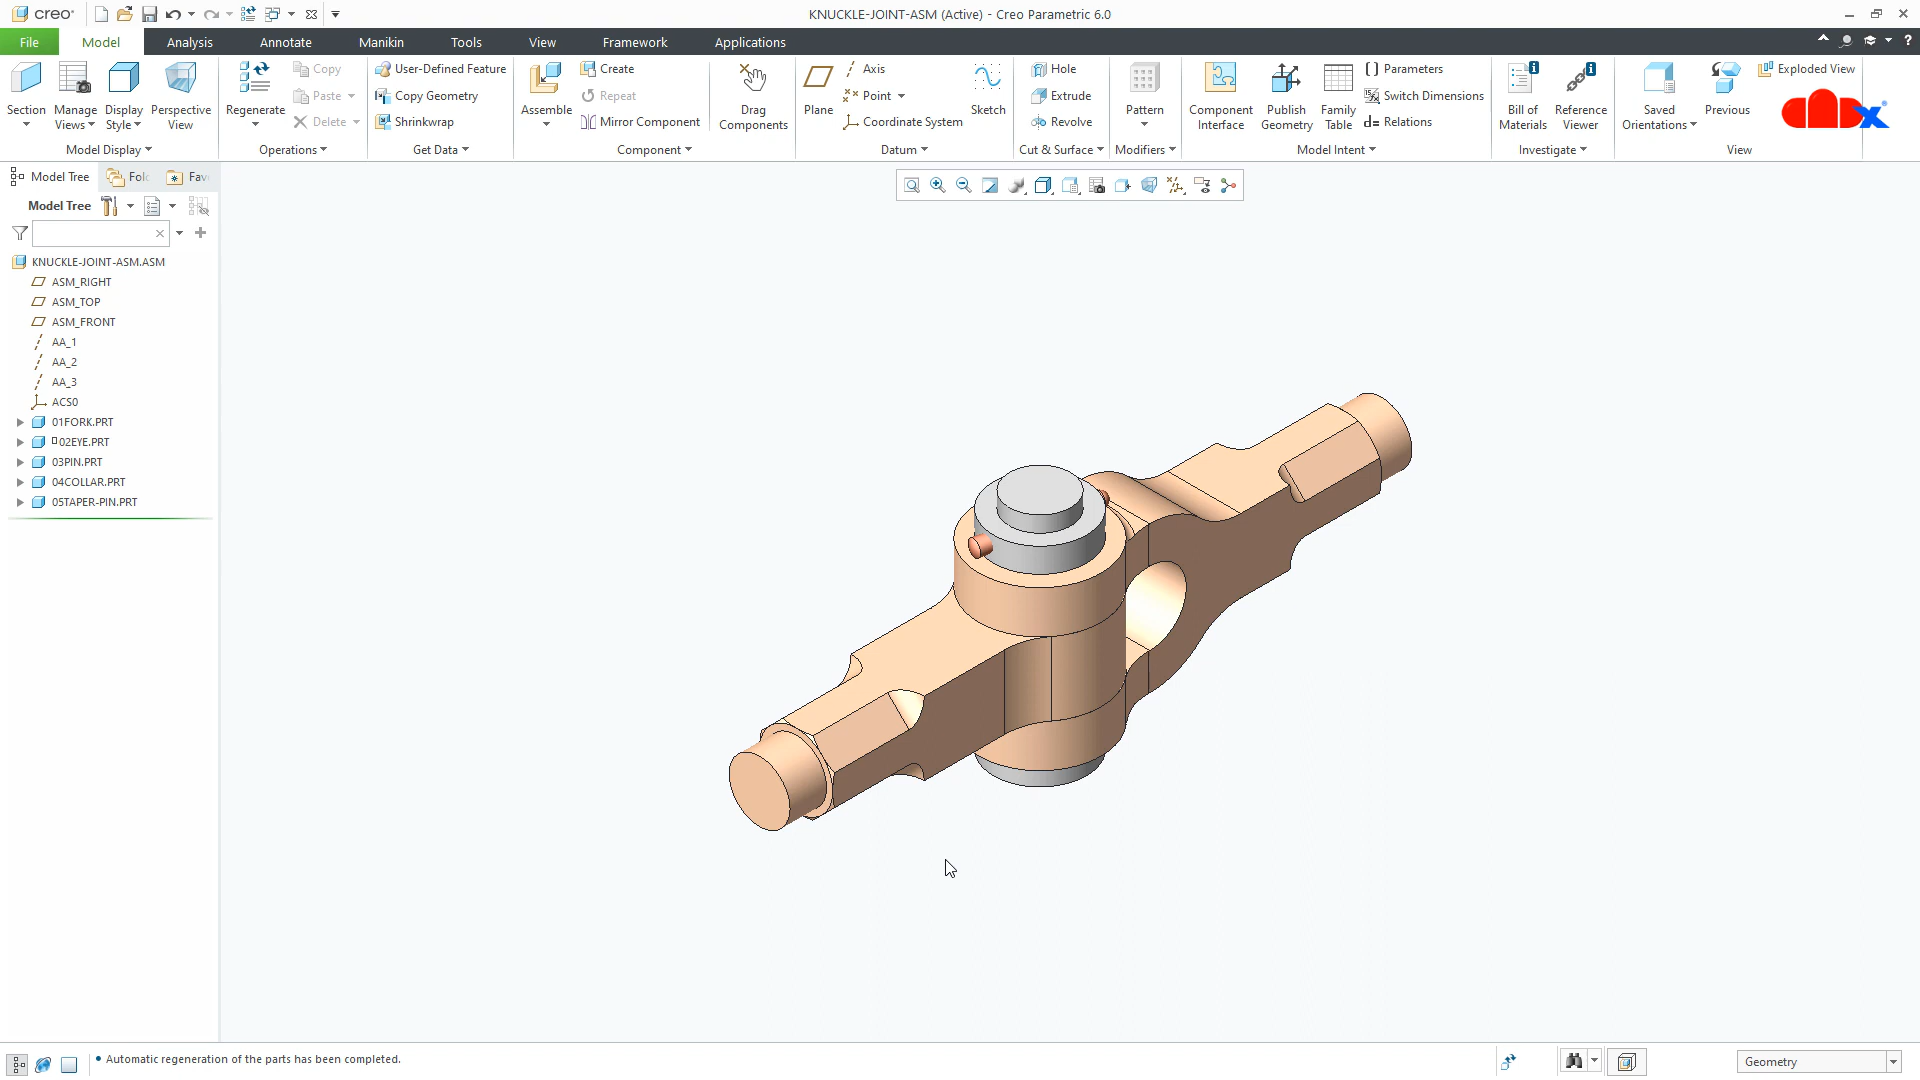 creo
KNUCKLE-JOINT-ASM (Active) - Creo Parametric 6.0
File
Model
Analysis
Annotate
Manikin
Tools
View
Framework
Applications
Section
Manage Views
Display Style
Perspective View
Model Display
Regenerate
Copy
Paste
Delete
Operations
User-Defined Feature
Copy Geometry
Shrinkwrap
Get Data
Assemble
Create
Repeat
Mirror Component
Component
Drag Components
Plane
Axis
Point
Coordinate System
Sketch
Datum
Hole
Extrude
Revolve
Cut & Surface
Pattern
Modifiers
Component Interface
Publish Geometry
Family Table
Parameters
Switch Dimensions
d= Relations
Model Intent
Bill of Materials
Reference Viewer
Investigate
Saved Orientations
Previous
Exploded View
View
Model Tree
Fol
Fav
Model Tree
KNUCKLE-JOINT-ASM.ASM
ASM_RIGHT
ASM_TOP
ASM_FRONT
AA_1
AA_2
AA_3
ACS0
01FORK.PRT
02EYE.PRT
03PIN.PRT
04COLLAR.PRT
05TAPER-PIN.PRT
Automatic regeneration of the parts has been completed.
Geometry